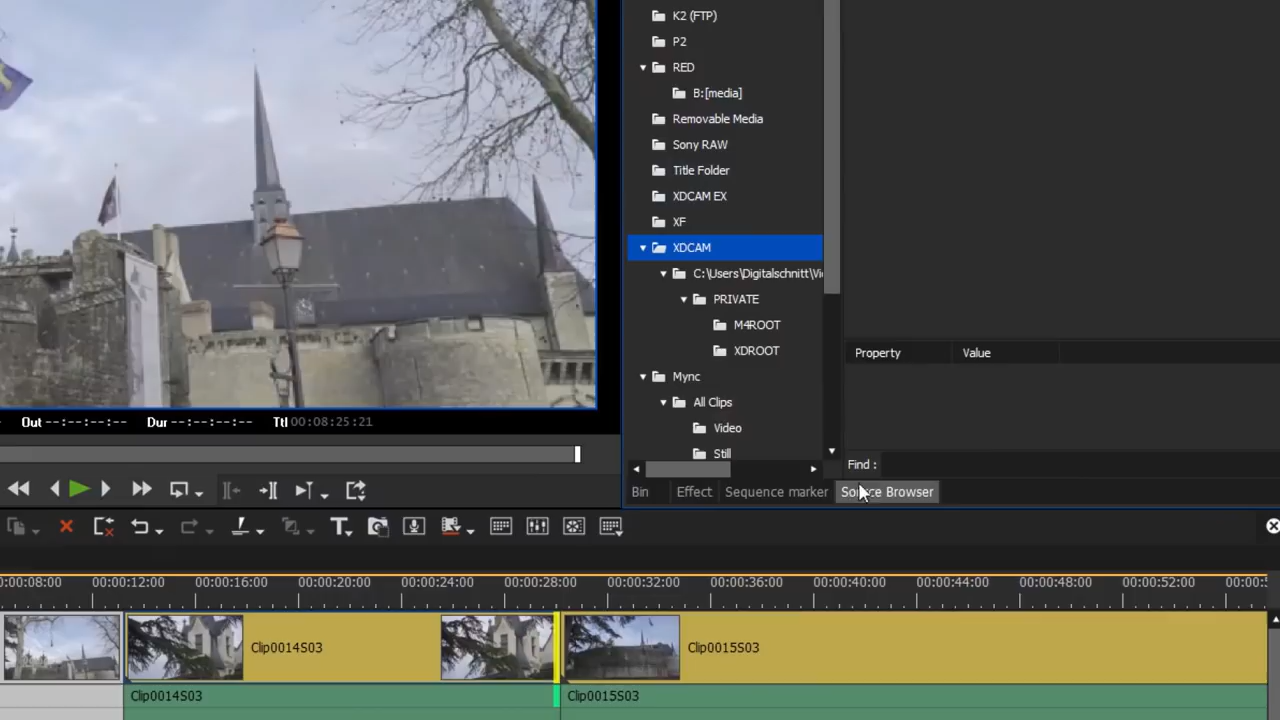 K2 (FTP)
P2
RED
B:[media]
Removable Media
Sony RAW
Title Folder
XDCAM EX
XF
XDCAM
C:\Users\Digitalschnitt\Vi
PRIVATE
M4ROOT
XDROOT
Property Value
Mync
All Clips
Video
Still
Out --:--:--:-- Dur --:--:--:-- Ttl 00:08:25:21
Find :
Bin Effect Sequence marker Source Browser
0:00:08:00 00:00:12:00 00:00:16:00 00:00:20:00 00:00:24:00 00:00:28:00 00:00:32:00 00:00:36:00 00:00:40:00 00:00:44:00 00:00:48:00 00:00:52:00 00:00:5
Clip0014S03 Clip0015S03
Clip0014S03 Clip0015S03